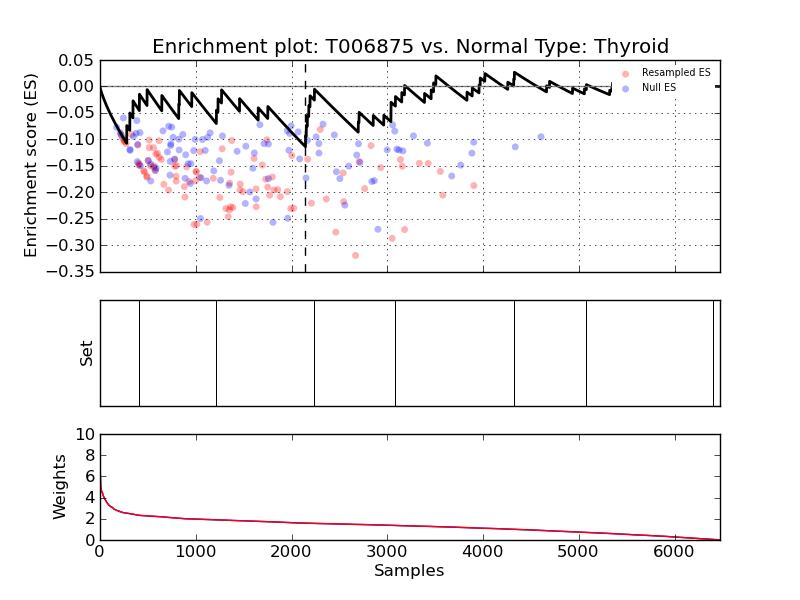 Enrichment plot: T006875 vs. Normal Type: Thyroid
Enrichment score (ES)
0.05
0.00
−0.05
−0.10
−0.15
−0.20
−0.25
−0.30
−0.35
Resampled ES
Null ES
Set
Weights
10
8
6
4
2
0
0 1000 2000 3000 4000 5000 6000
Samples